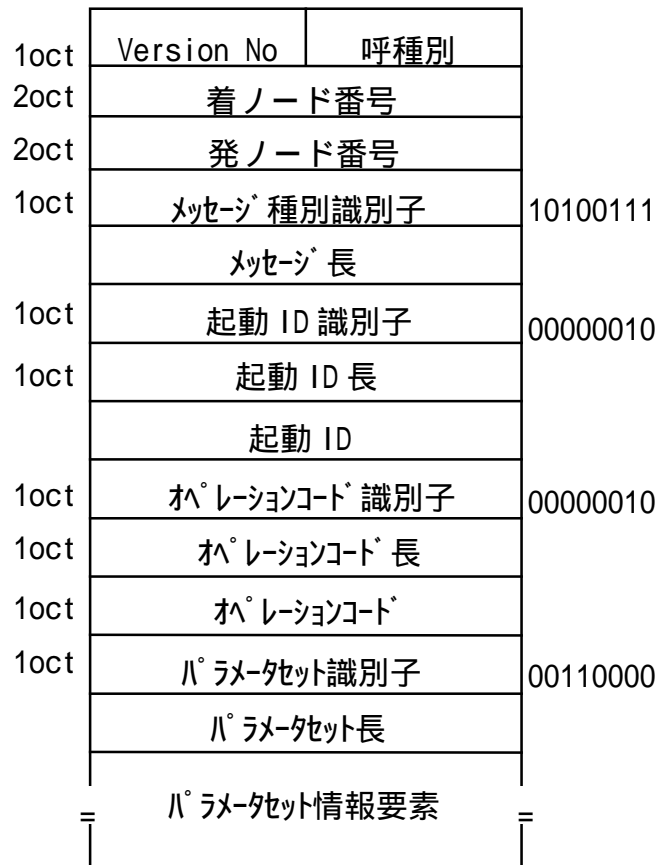 1oct Version No 呼種別
2oct 着ノード番号
2oct 発ノード番号
1oct ﾒｯｾｰｼﾞ種別識別子 10100111
ﾒｯｾｰｼﾞ長
1oct 起動 ID 識別子 00000010
1oct 起動 ID 長
起動 ID
1oct ｵﾍﾟﾚｰｼｮﾝｺｰﾄﾞ識別子 00000010
1oct ｵﾍﾟﾚｰｼｮﾝｺｰﾄﾞ長
1oct ｵﾍﾟﾚｰｼｮﾝｺｰﾄﾞ
1oct ﾊﾟﾗﾒｰﾀｾｯﾄ識別子 00110000
ﾊﾟﾗﾒｰﾀｾｯﾄ長
= ﾊﾟﾗﾒｰﾀｾｯﾄ情報要素 =